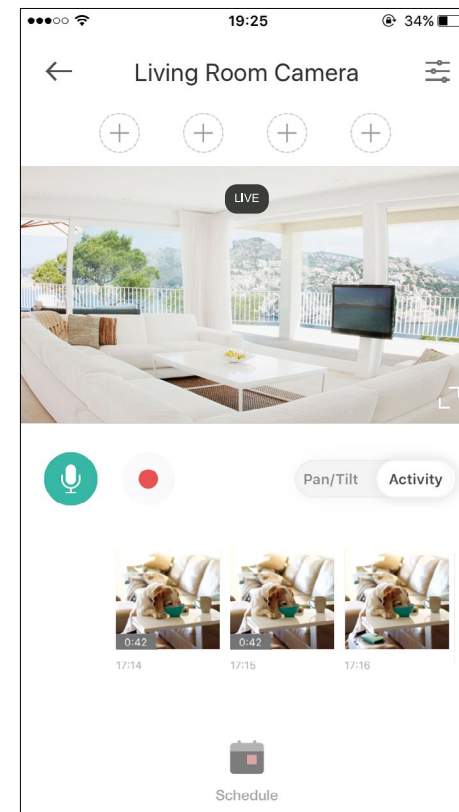 19:25 34%
Living Room Camera
LIVE
Pan/Tilt Activity
0:42 0:42
17:14 17:15 17:16
Schedule